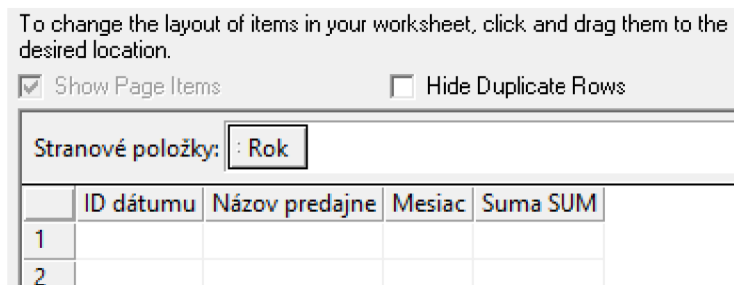 To change the layout of items in your worksheet, click and drag them to the
desired location.
Show Page Items Hide Duplicate Rows
Stranové položky: : Rok
ID dátumu Názov predajne Mesiac Suma SUM
1
2